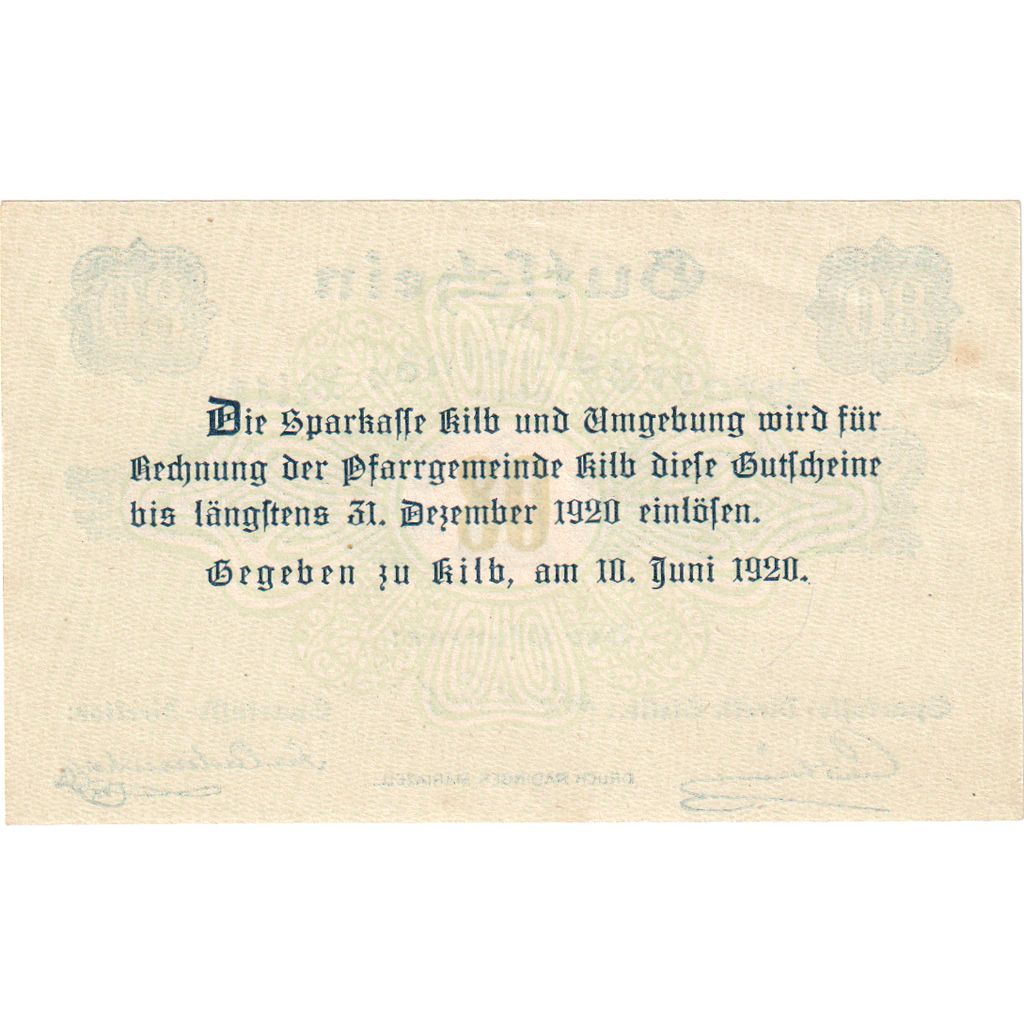 Die Sparkasse Kilb und Umgebung wird für
Rechnung der Pfarrgemeinde Kilb diese Gutscheine
bis längstens 31. Dezember 1920 einlösen.
Gegeben zu Kilb, am 10. Juni 1920.